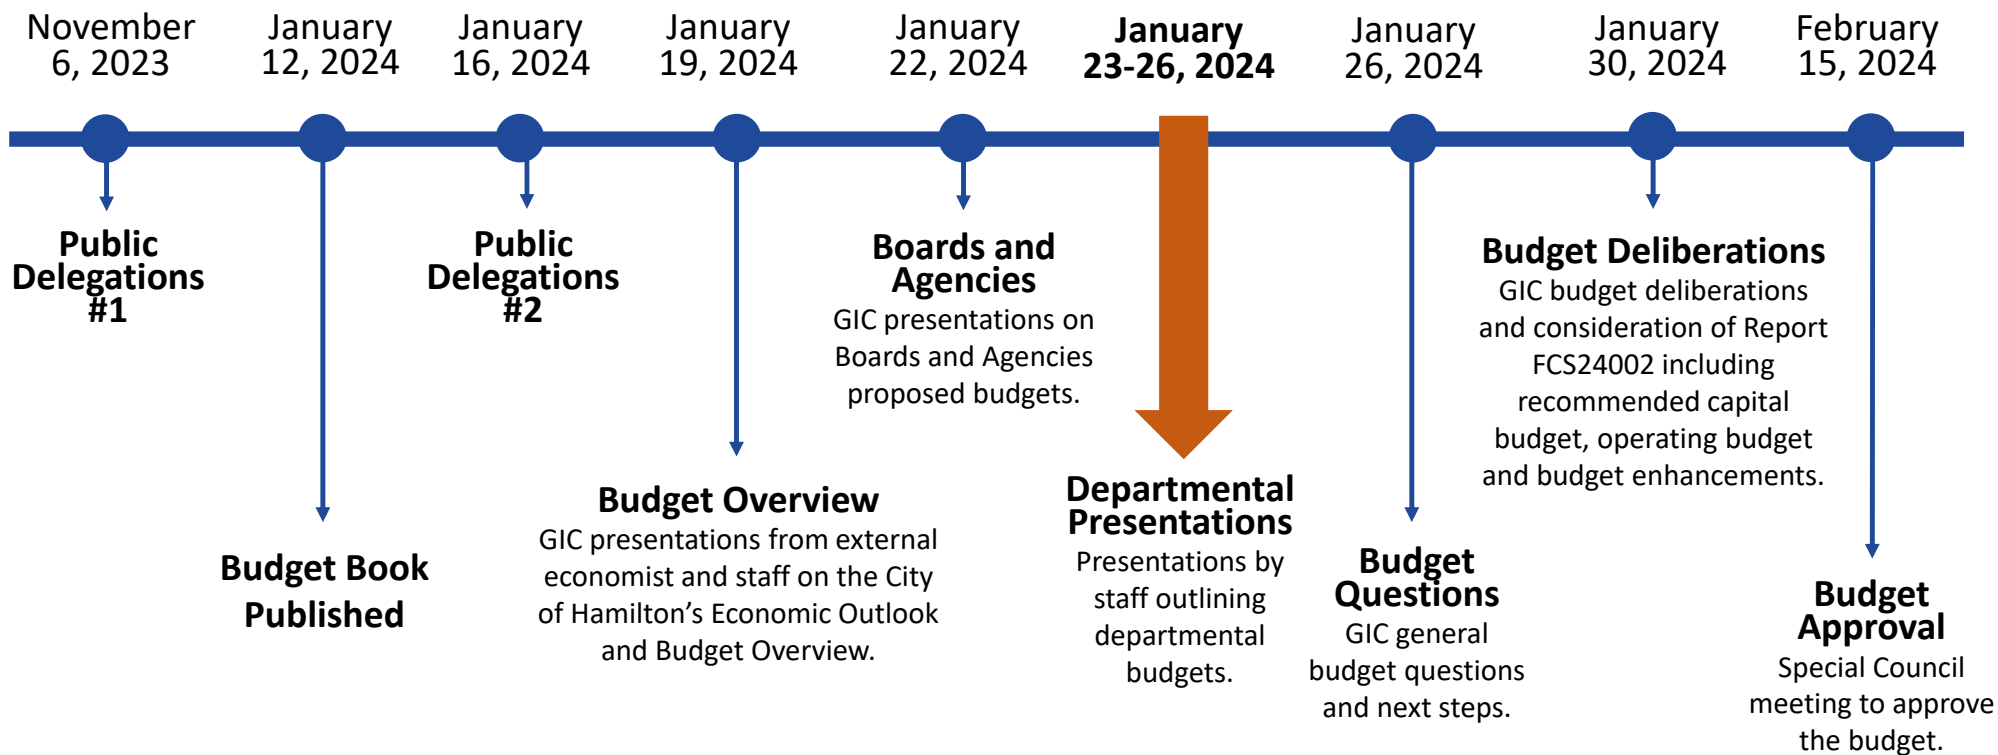 November
6, 2023
January
12, 2024
January
16, 2024
January
19, 2024
January
22, 2024
January
23-26, 2024
January
26, 2024
January
30, 2024
February
15, 2024
Public
Delegations
#1
Budget Book
Published
Public
Delegations
#2
Budget Overview
GIC presentations from external
economist and staff on the City
of Hamilton’s Economic Outlook
and Budget Overview.
Boards and
Agencies
GIC presentations on
Boards and Agencies
proposed budgets.
Departmental
Presentations
Presentations by
staff outlining
departmental
budgets.
Budget
Questions
GIC general
budget questions
and next steps.
Budget Deliberations
GIC budget deliberations
and consideration of Report
FCS24002 including
recommended capital
budget, operating budget
and budget enhancements.
Budget
Approval
Special Council
meeting to approve
the budget.